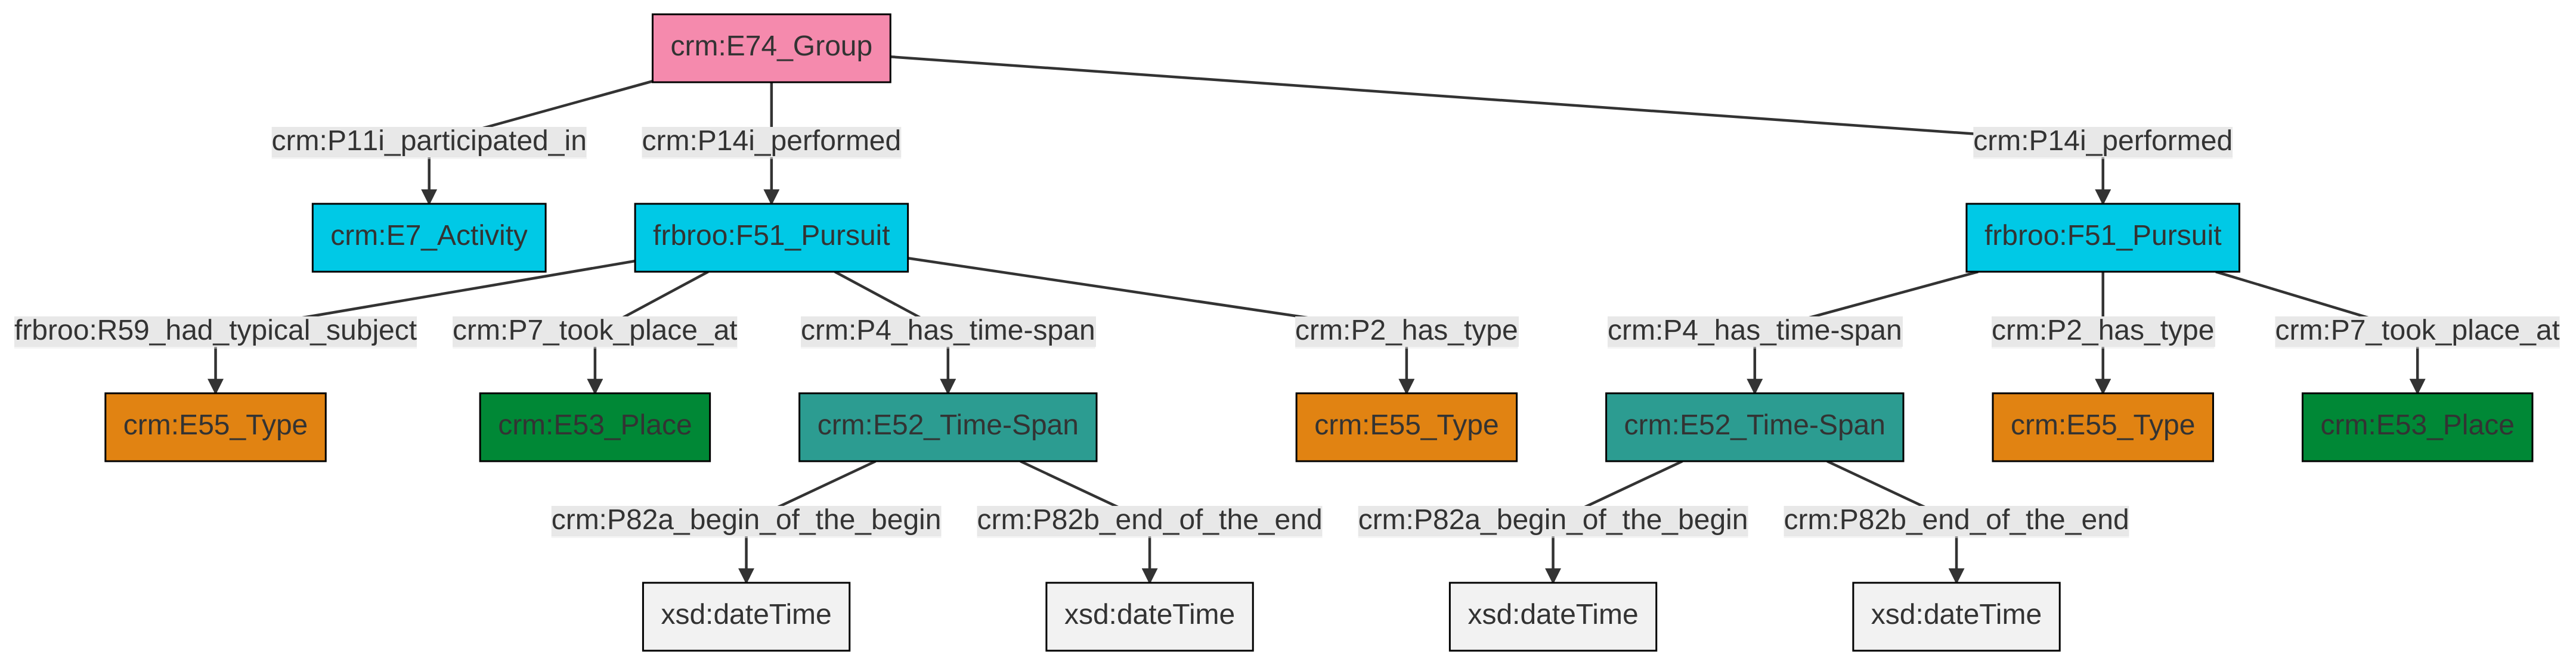 crm:E74_Group
crm:P11i_participated_in
crm:P14i_performed
crm:P14i_performed
crm:E7_Activity
frbroo:F51_Pursuit
frbroo:F51_Pursuit
frbroo:R59_had_typical_subject
crm:P7_took_place_at
crm:P4_has_time-span
crm:P2_has_type
crm:P4_has_time-span
crm:P2_has_type
crm:P7_took_place_at
crm:E55_Type
crm:E53_Place
crm:E52_Time-Span
crm:E55_Type
crm:E52_Time-Span
crm:E55_Type
crm:E53_Place
crm:P82a_begin_of_the_begin
crm:P82b_end_of_the_end
crm:P82a_begin_of_the_begin
crm:P82b_end_of_the_end
xsd:dateTime
xsd:dateTime
xsd:dateTime
xsd:dateTime